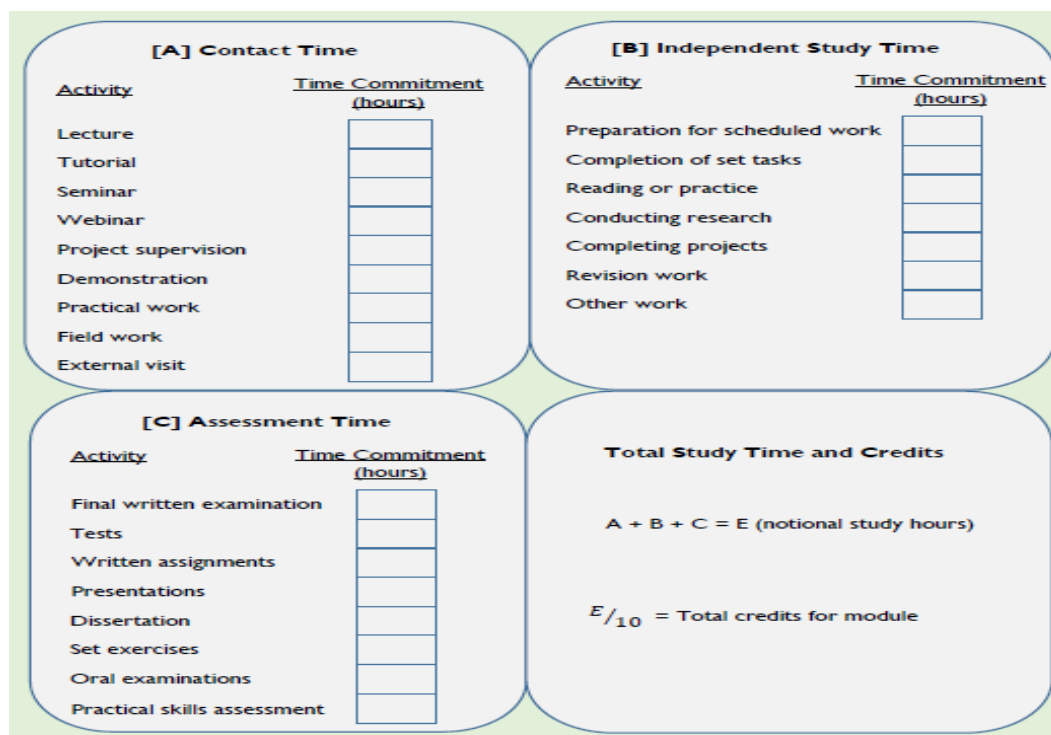 [A] Contact Time
Activity
Time Commitment
(hours)
Lecture
Tutorial
Seminar
Webinar
Project supervision
Demonstration
Practical work
Field work
External visit
[B] Independent Study Time
Activity
Time Commitment
(hours)
Preparation for scheduled work
Completion of set tasks
Reading or practice
Conducting research
Completing projects
Revision work
Other work
[C] Assessment Time
Activity
Time Commitment
(hours)
Final written examination
Tests
Written assignments
Presentations
Dissertation
Set exercises
Oral examinations
Practical skills assessment
Total Study Time and Credits
A + B + C = E (notional study hours)
E/10 = Total credits for module